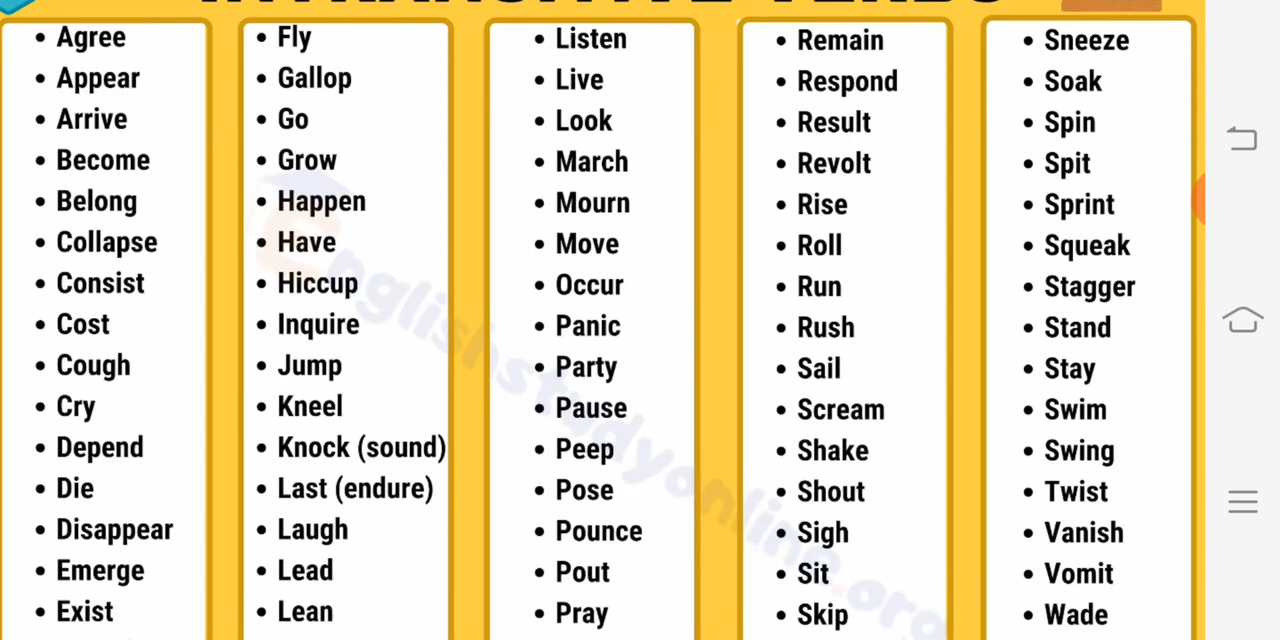 INTRANSITIVE VERBS
• Agree
• Appear
• Arrive
• Become
• Belong
• Collapse
• Consist
• Cost
• Cough
• Cry
• Depend
• Die
• Disappear
• Emerge
• Exist
• Fly
• Gallop
• Go
• Grow
• Happen
• Have
• Hiccup
• Inquire
• Jump
• Kneel
• Knock (sound)
• Last (endure)
• Laugh
• Lead
• Lean
• Listen
• Live
• Look
• March
• Mourn
• Move
• Occur
• Panic
• Party
• Pause
• Peep
• Pose
• Pounce
• Pout
• Pray
• Remain
• Respond
• Result
• Revolt
• Rise
• Roll
• Run
• Rush
• Sail
• Scream
• Shake
• Shout
• Sigh
• Sit
• Skip
• Sneeze
• Soak
• Spin
• Spit
• Sprint
• Squeak
• Stagger
• Stand
• Stay
• Swim
• Swing
• Twist
• Vanish
• Vomit
• Wade
Englishstudyonline.org